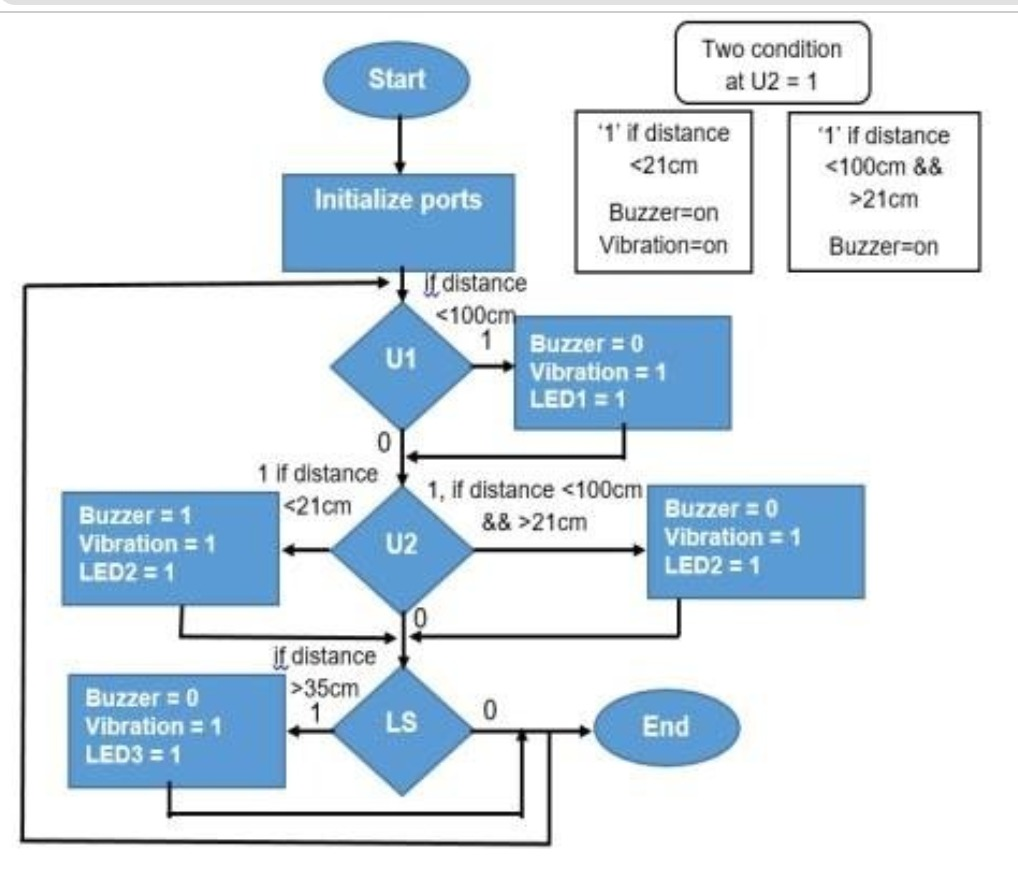 Start
Two condition
at U2 = 1
'1' if distance
<21cm
Buzzer=on
Vibration=on
'1' if distance
<100cm &&
>21cm
Buzzer=on
Initialize ports
if distance
<100cm
1
U1
Buzzer = 0
Vibration = 1
LED1 = 1
0
1 if distance
<21cm
1, if distance <100cm
&& >21cm
Buzzer = 1
Vibration = 1
LED2 = 1
U2
Buzzer = 0
Vibration = 1
LED2 = 1
0
if distance
>35cm
1
Buzzer = 0
Vibration = 1
LED3 = 1
LS
0
End